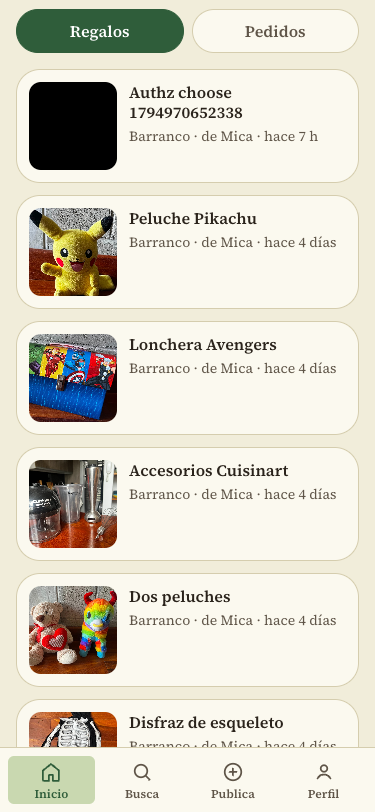 Regalos
Pedidos
Authz choose
1794970652338
Barranco · de Mica · hace 7 h
Peluche Pikachu
Barranco · de Mica · hace 4 días
Lonchera Avengers
Barranco · de Mica · hace 4 días
Accesorios Cuisinart
Barranco · de Mica · hace 4 días
Dos peluches
Barranco · de Mica · hace 4 días
Disfraz de esqueleto
Barranco · de Mica · hace 4 días
Inicio
Busca
Publica
Perfil